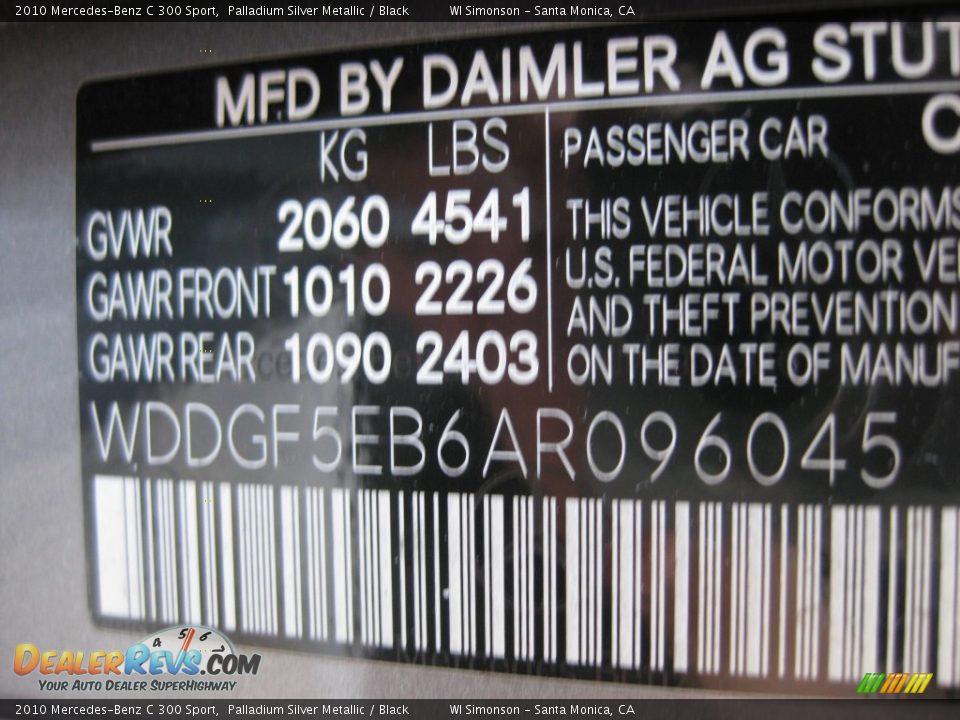 2010 Mercedes-Benz C 300 Sport, Palladium Silver Metallic / Black WI Simonson - Santa Monica, CA
MFD BY DAIMLER AG STUT
KG LBS PASSENGER CAR C
GVWR 2060 4541 THIS VEHICLE CONFORMS
GAWR FRONT 1010 2226 U.S. FEDERAL MOTOR VE
AND THEFT PREVENTION
GAWR REAR 1090 2403 ON THE DATE OF MANUF
WDDGF5EB6AR096045
4 5 6
DEALERREVS.COM
YOUR AUTO DEALER SUPERHIGHWAY
2010 Mercedes-Benz C 300 Sport, Palladium Silver Metallic / Black WI Simonson - Santa Monica, CA